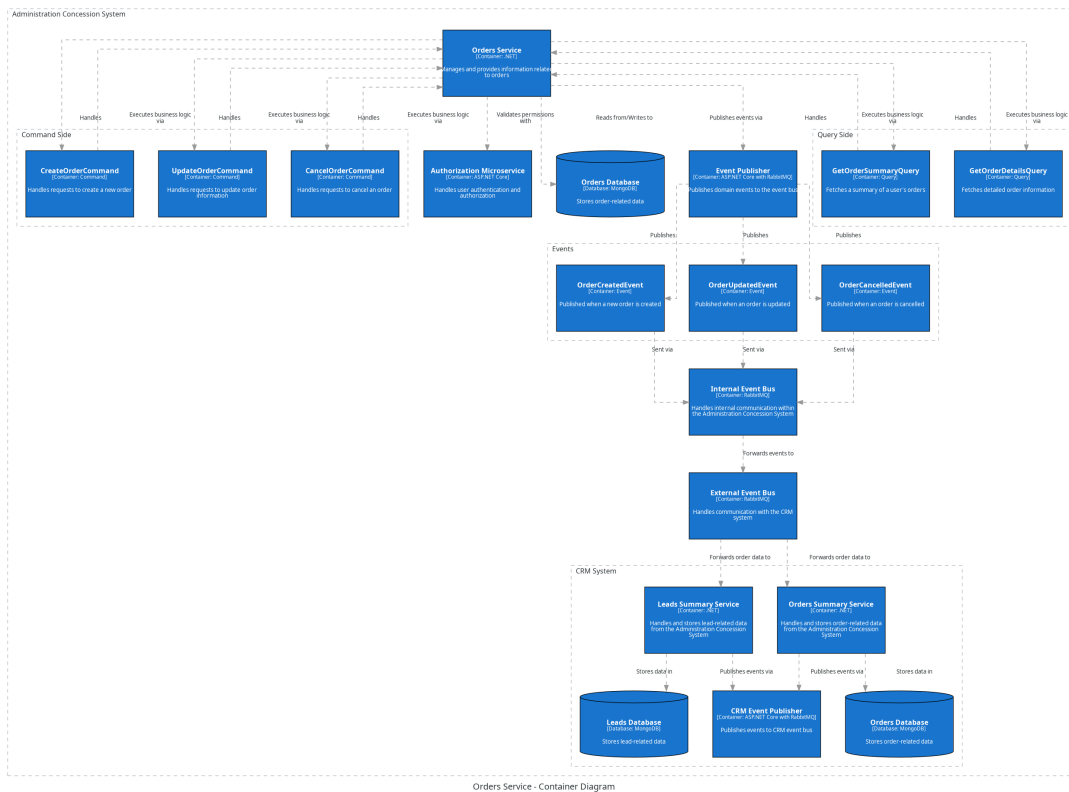 Administration Concession System
Orders Service
[Container: .NET]
Manages and provides information related
to orders
Handles
Executes business logic
via
Handles
Executes business logic
via
Handles
Executes business logic
via
Validates permissions
with
Reads from/Writes to
Publishes events via
Handles
Executes business logic
via
Handles
Executes business logic
via
Command Side
Query Side
CreateOrderCommand
[Container: Command]
Handles requests to create a new order
UpdateOrderCommand
[Container: Command]
Handles requests to update order
information
CancelOrderCommand
[Container: Command]
Handles requests to cancel an order
Authorization Microservice
[Container: ASP.NET Core]
Handles user authentication and
authorization
Orders Database
[Database: MongoDB]
Stores order-related data
Event Publisher
[Container: ASP.NET Core with RabbitMQ]
Publishes domain events to the event bus
GetOrderSummaryQuery
[Container: Query]
Fetches a summary of a user's orders
GetOrderDetailsQuery
[Container: Query]
Fetches detailed order information
Publishes
Publishes
Publishes
Events
OrderCreatedEvent
[Container: Event]
Published when a new order is created
OrderUpdatedEvent
[Container: Event]
Published when an order is updated
OrderCancelledEvent
[Container: Event]
Published when an order is cancelled
Sent via
Sent via
Sent via
Internal Event Bus
[Container: RabbitMQ]
Handles internal communication within
the Administration Concession System
Forwards events to
External Event Bus
[Container: RabbitMQ]
Handles communication with the CRM
system
Forwards order data to
Forwards order data to
CRM System
Leads Summary Service
[Container: .NET]
Handles and stores lead-related data
from the Administration Concession
System
Orders Summary Service
[Container: .NET]
Handles and stores order-related data
from the Administration Concession
System
Stores data in
Publishes events via
Publishes events via
Stores data in
Leads Database
[Database: MongoDB]
Stores lead-related data
CRM Event Publisher
[Container: ASP.NET Core with RabbitMQ]
Publishes events to CRM event bus
Orders Database
[Database: MongoDB]
Stores order-related data
Orders Service - Container Diagram